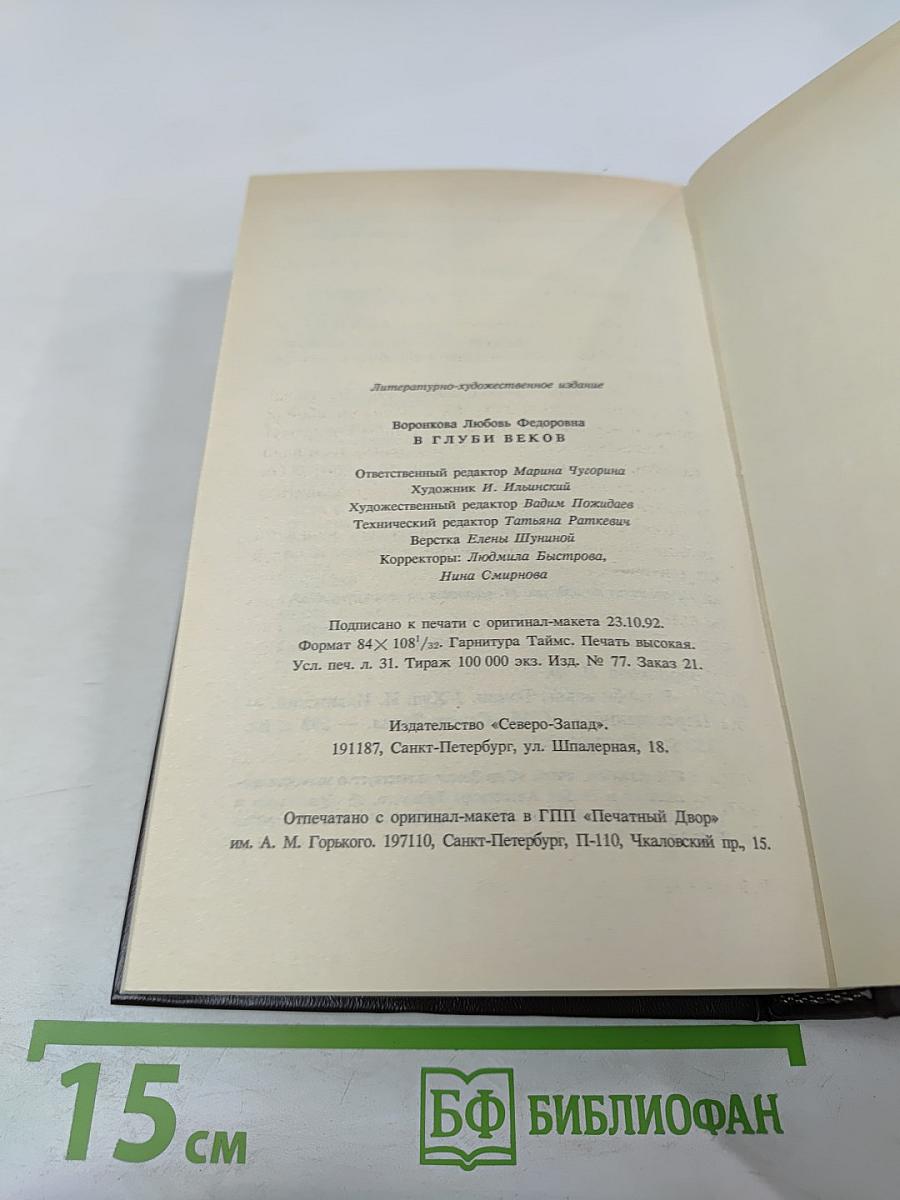 Литературно-художественное издание
Воронкова Любовь Федоровна
В ГЛУБИ ВЕКОВ
Ответственный редактор Марина Чугорина
Художник И. Ильинский
Художественный редактор Вадим Пожидаев
Технический редактор Татьяна Раткевич
Верстка Елены Шуниной
Корректоры: Людмила Быстрова,
Нина Смирнова
Подписано к печати с оригинал-макета 23.10.92.
Формат 84×108¹/₃₂. Гарнитура Таймс. Печать высокая.
Усл. печ. л. 31. Тираж 100 000 экз. Изд. № 77. Заказ 21.
Издательство «Северо-Запад».
191187, Санкт-Петербург, ул. Шпалерная, 18.
Отпечатано с оригинал-макета в ГПП «Печатный Двор»
им. А. М. Горького. 197110, Санкт-Петербург, П-110, Чкаловский пр., 15.
15 см
БФ БИБЛИОФАН